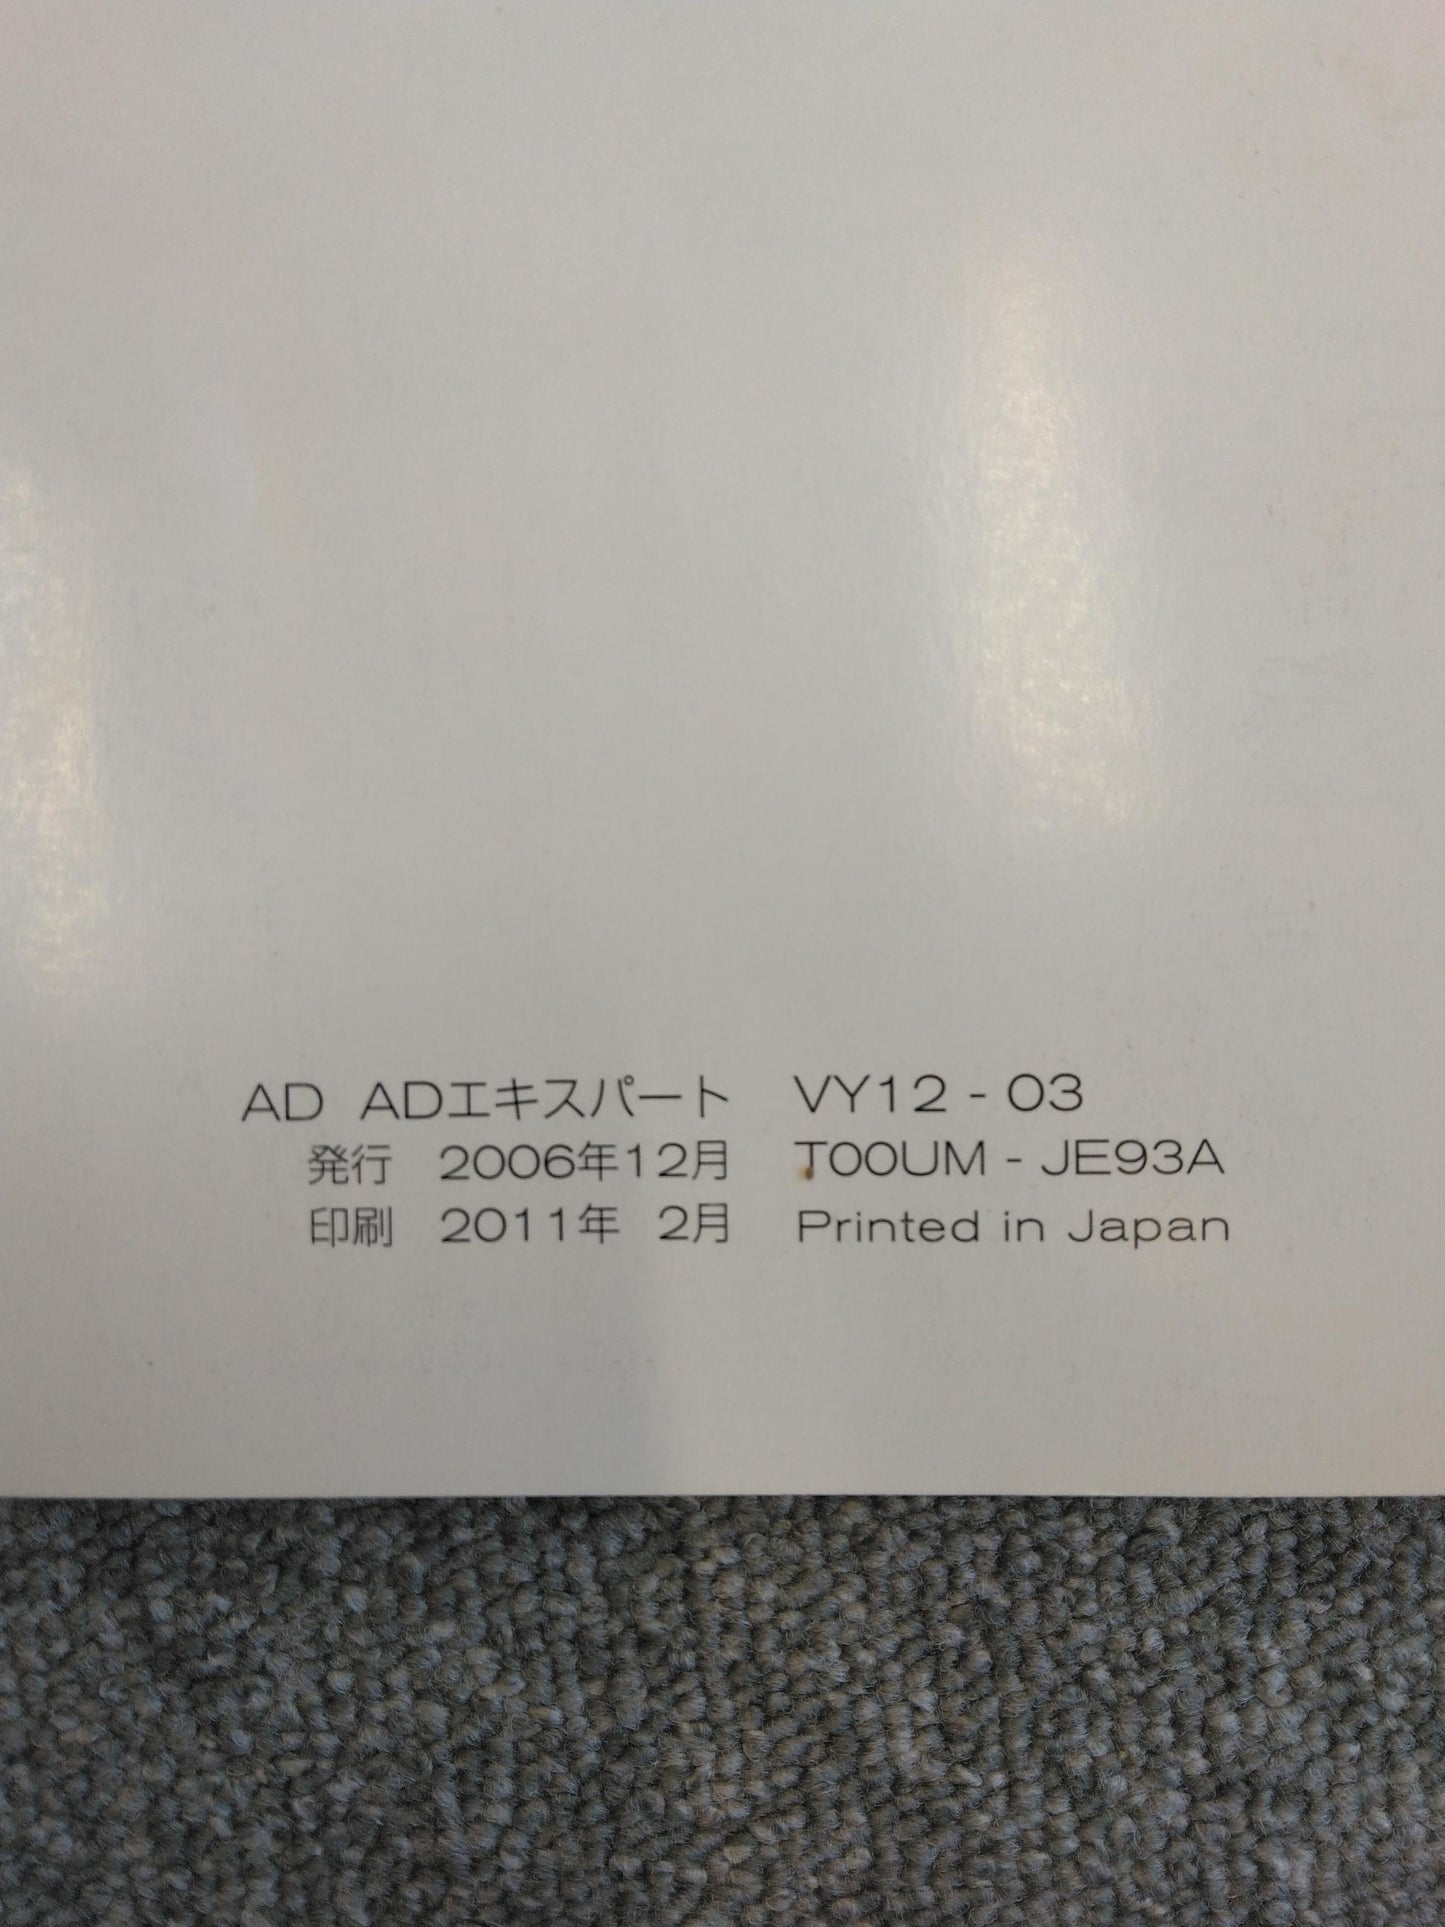 AD ADエキスパート VY12-03
発行 2006年12月 T00UM-JE93A
印刷 2011年 2月 Printed in Japan